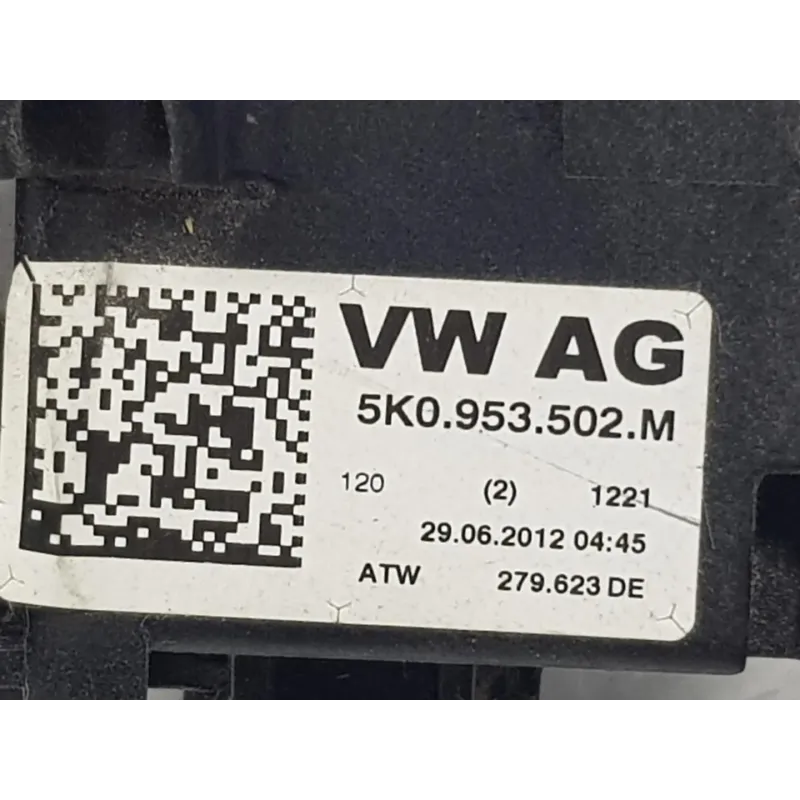 VW AG
5K0.953.502.M
120 (2) 1221
29.06.2012 04:45
ATW 279.623 DE